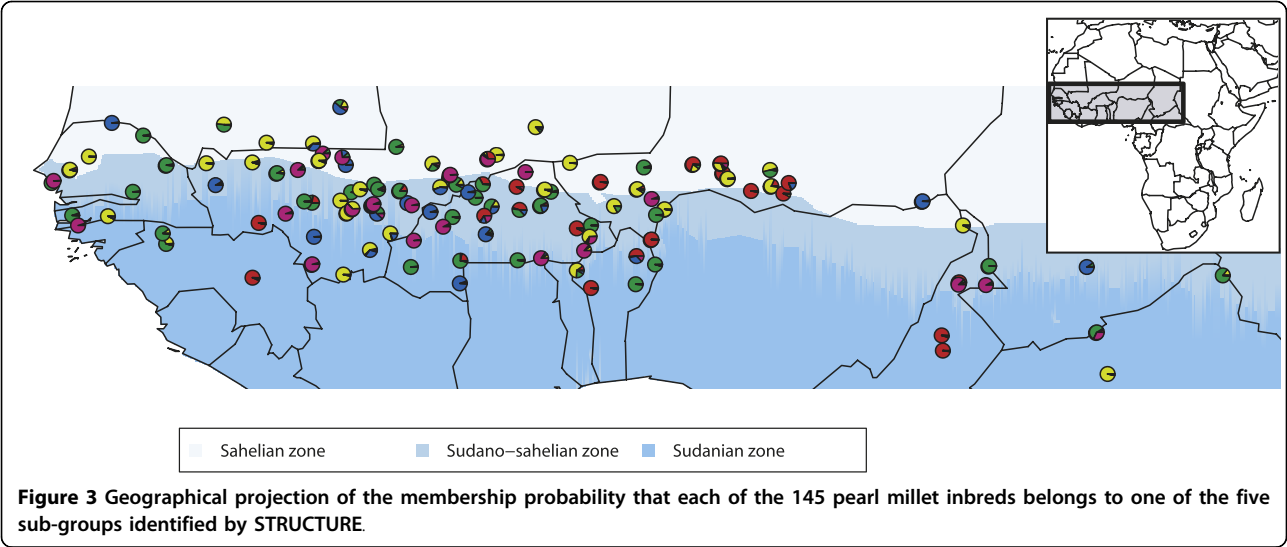 Sahelian zone
Sudano−sahelian zone
Sudanian zone
Figure 3 Geographical projection of the membership probability that each of the 145 pearl millet inbreds belongs to one of the five
sub-groups identified by STRUCTURE.